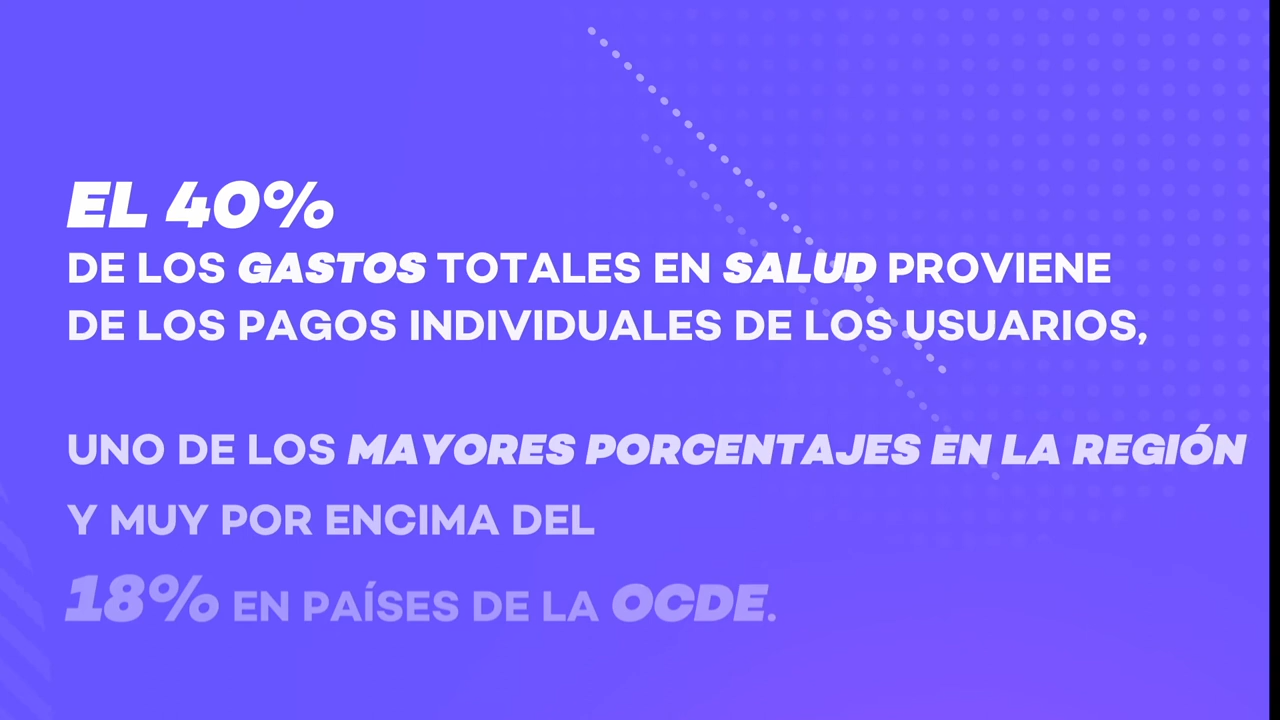 EL 40%
DE LOS GASTOS TOTALES EN SALUD PROVIENE
DE LOS PAGOS INDIVIDUALES DE LOS USUARIOS,
UNO DE LOS MAYORES PORCENTAJES EN LA REGIÓN
Y MUY POR ENCIMA DEL
18% EN PAÍSES DE LA OCDE.